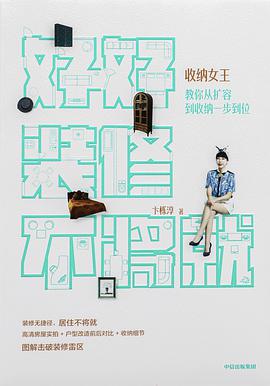 好好
装修
不将就
收纳女王
教你从扩容
到收纳一步到位
卞栎淳 著
装修无捷径,居住不将就
高清房屋实拍 + 户型改造前后对比 + 收纳细节
图解击破装修雷区
中信出版集团